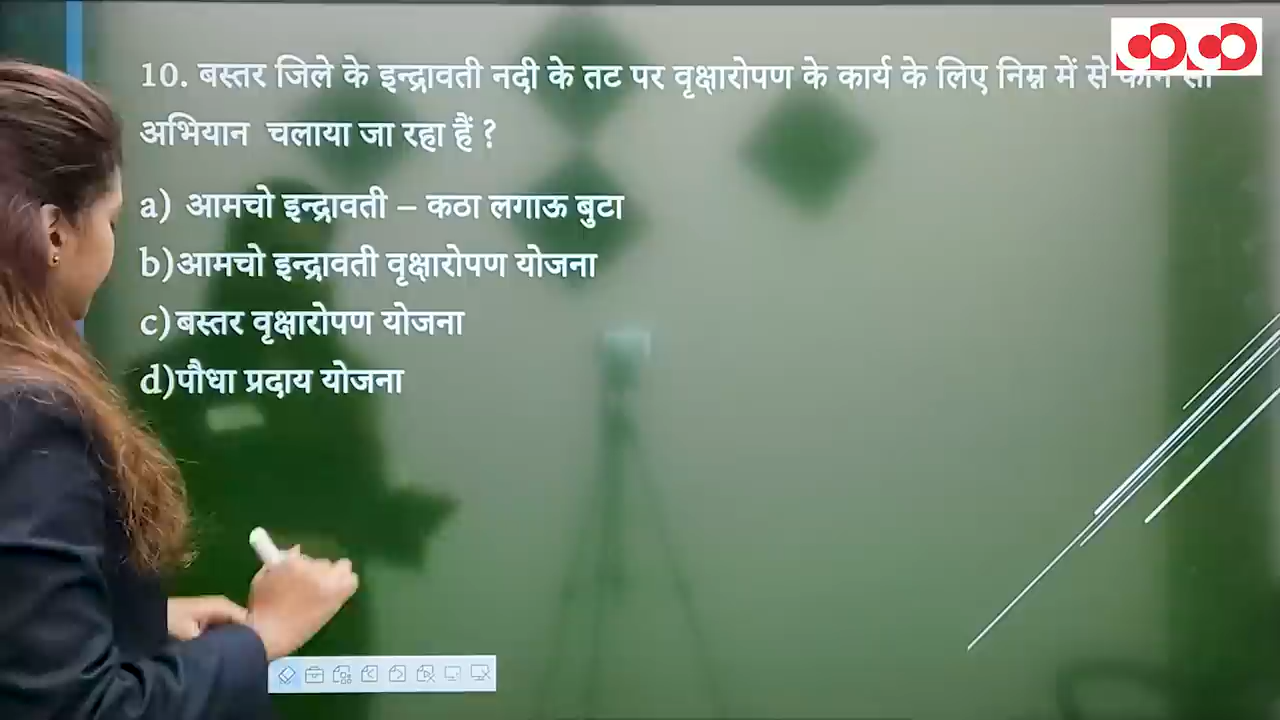 10. बस्तर जिले के इन्द्रावती नदी के तट पर वृक्षारोपण के कार्य के लिए निम्न में से
अभियान चलाया जा रहा हैं ?
a) आमचो इन्द्रावती – कठा लगाऊ बुटा
b)आमचो इन्द्रावती वृक्षारोपण योजना
c)बस्तर वृक्षारोपण योजना
d)पौधा प्रदाय योजना